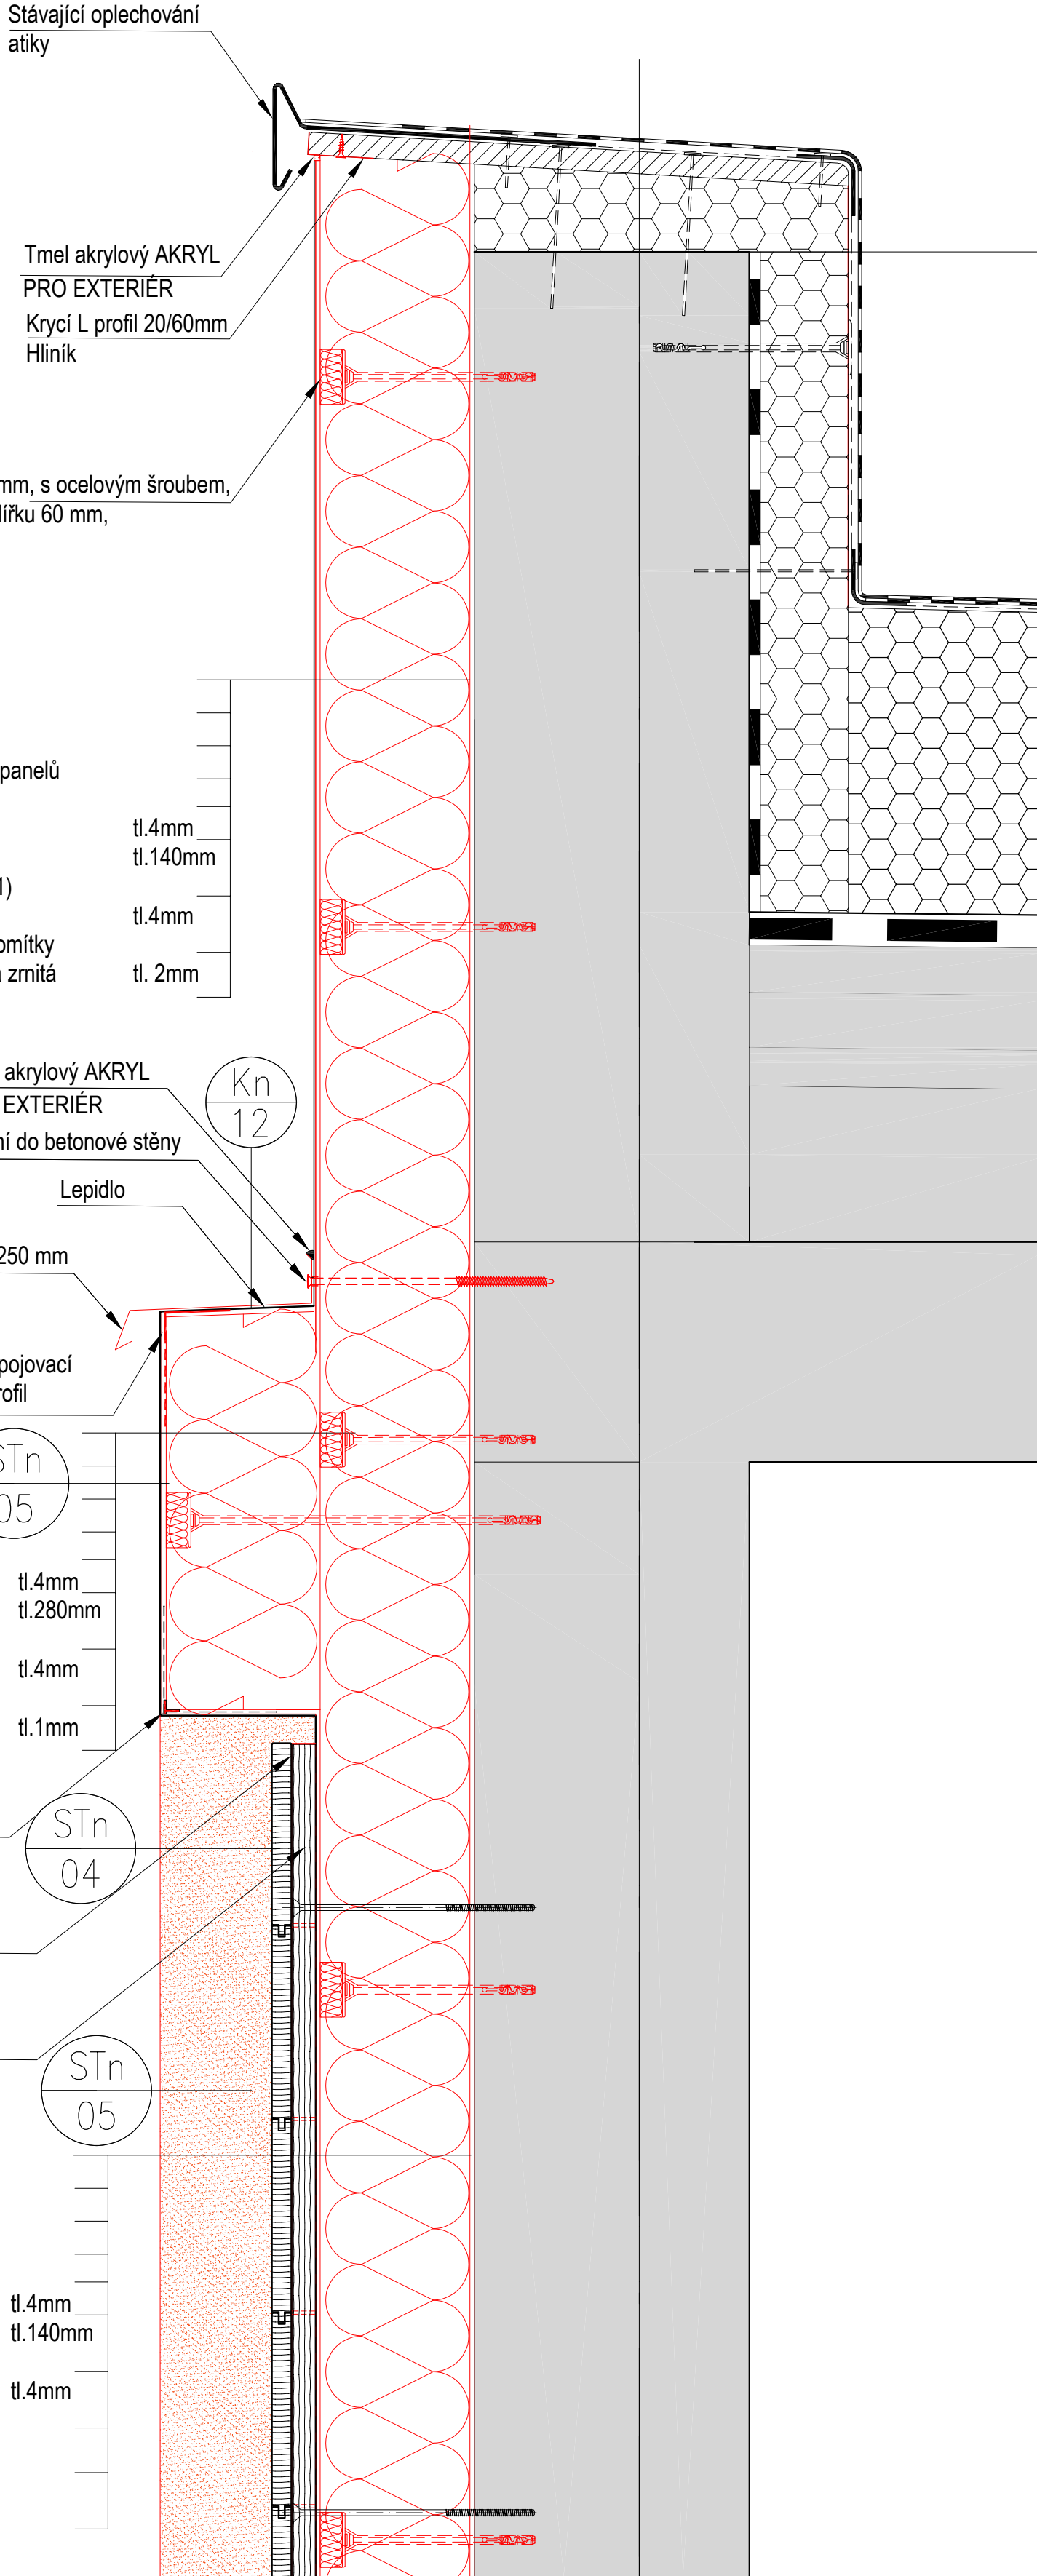 Stávající oplechování
atiky
Tmel akrylový AKRYL
PRO EXTERIÉR
Krycí L profil 20/60mm
Hliník
mm, s ocelovým šroubem,
60 mm,
panelů
tl.4mm
tl.140mm
tl.4mm
omítky
zrnitá tl. 2mm
akrylový AKRYL
EXTERIÉR
Kn
12
ní do betonové stěny
Lepidlo
250 mm
pojovací
rofil
STn
05
tl.4mm
tl.280mm
tl.4mm
tl.1mm
STn
04
STn
05
tl.4mm
tl.140mm
tl.4mm